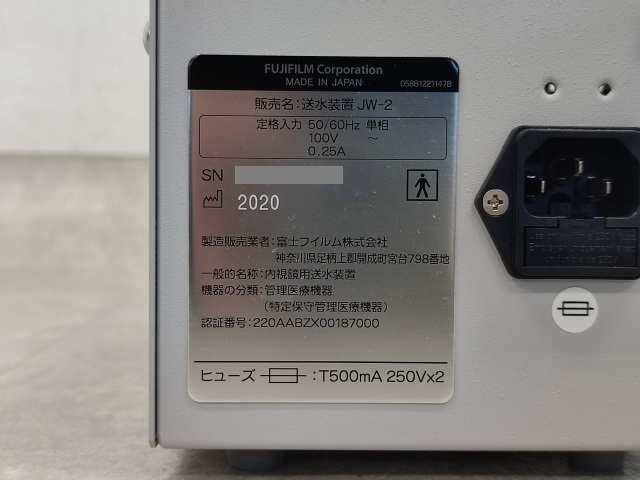 FUJIFILM Corporation
MADE IN JAPAN 058B1221147B
販売名:送水装置 JW-2
定格入力 50/60Hz 単相
100V ～
0.25A
SN
2020
製造販売業者:富士フイルム株式会社
神奈川県足柄上郡開成町宮台798番地
一般的名称:内視鏡用送水装置
機器の分類:管理医療機器
(特定保守管理医療機器)
認証番号:220AABZX00187000
ヒューズ :T500mA 250Vx2